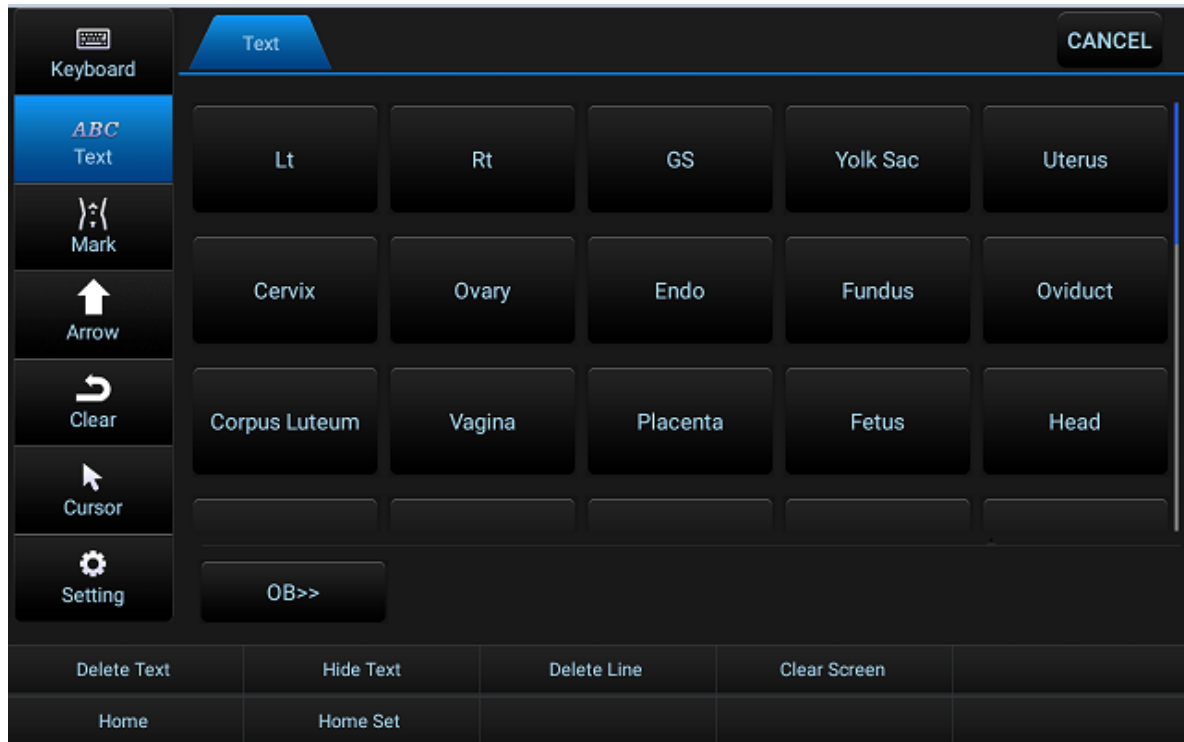 Keyboard
Text
CANCEL
ABC
Text
Lt
Rt
GS
Yolk Sac
Uterus
Mark
Cervix
Ovary
Endo
Fundus
Oviduct
Arrow
Clear
Corpus Luteum
Vagina
Placenta
Fetus
Head
Cursor
Setting
OB>>
Delete Text
Hide Text
Delete Line
Clear Screen
Home
Home Set